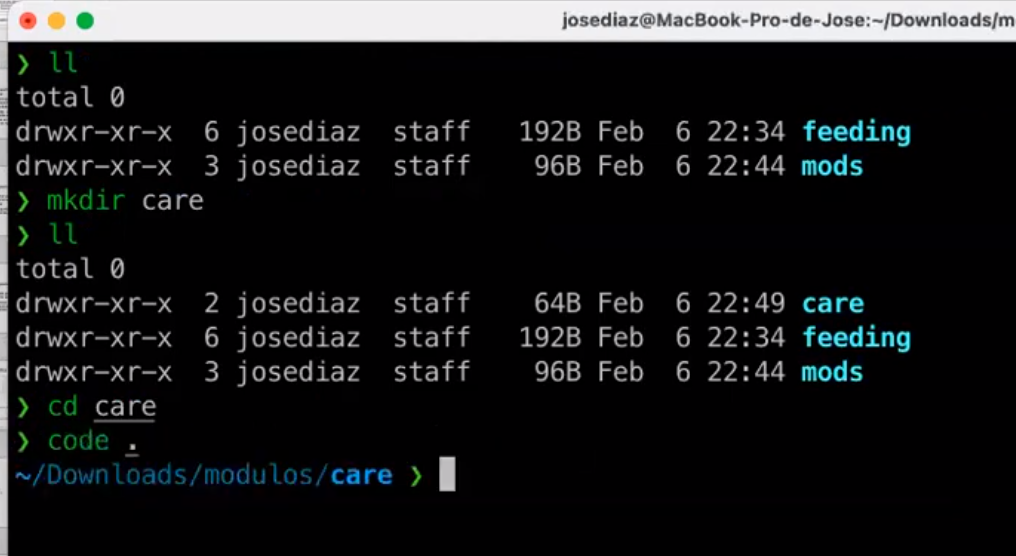 josediaz@MacBook-Pro-de-Jose:~/Downloads/m
❯ ll
total 0
drwxr-xr-x  6 josediaz  staff   192B Feb  6 22:34 feeding
drwxr-xr-x  3 josediaz  staff    96B Feb  6 22:44 mods
❯ mkdir care
❯ ll
total 0
drwxr-xr-x  2 josediaz  staff    64B Feb  6 22:49 care
drwxr-xr-x  6 josediaz  staff   192B Feb  6 22:34 feeding
drwxr-xr-x  3 josediaz  staff    96B Feb  6 22:44 mods
❯ cd care
❯ code .
~/Downloads/modulos/care ❯